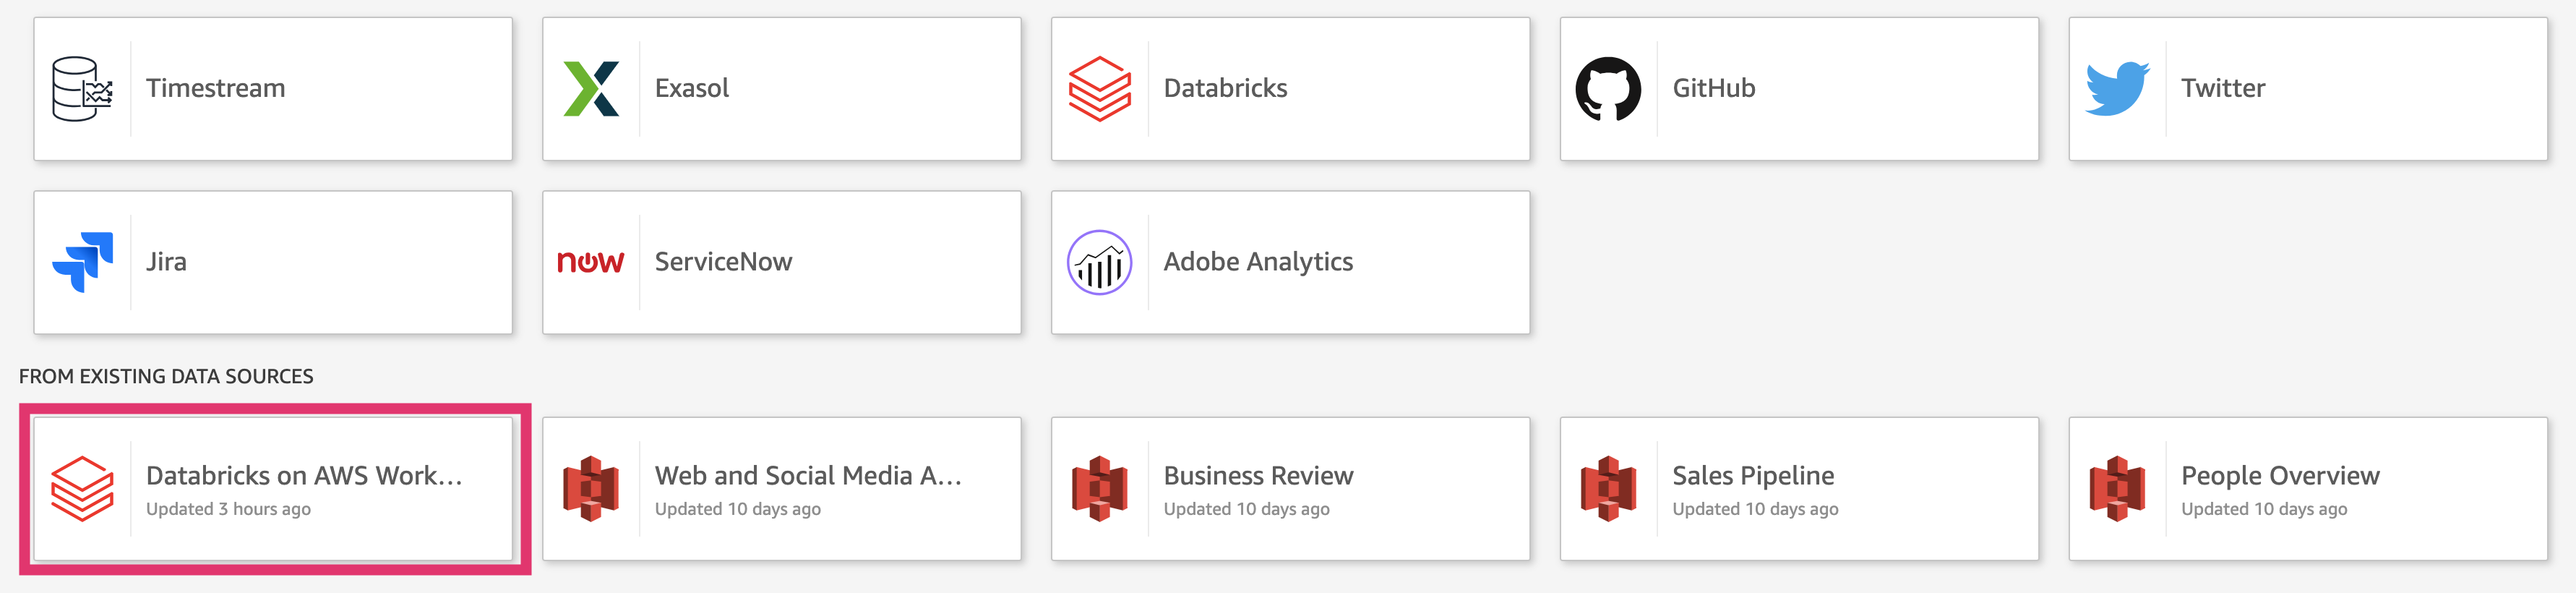 Timestream
Exasol
Databricks
GitHub
Twitter
Jira
now
ServiceNow
Adobe Analytics
FROM EXISTING DATA SOURCES
Databricks on AWS Work...
Updated 3 hours ago
Web and Social Media A...
Updated 10 days ago
Business Review
Updated 10 days ago
Sales Pipeline
Updated 10 days ago
People Overview
Updated 10 days ago